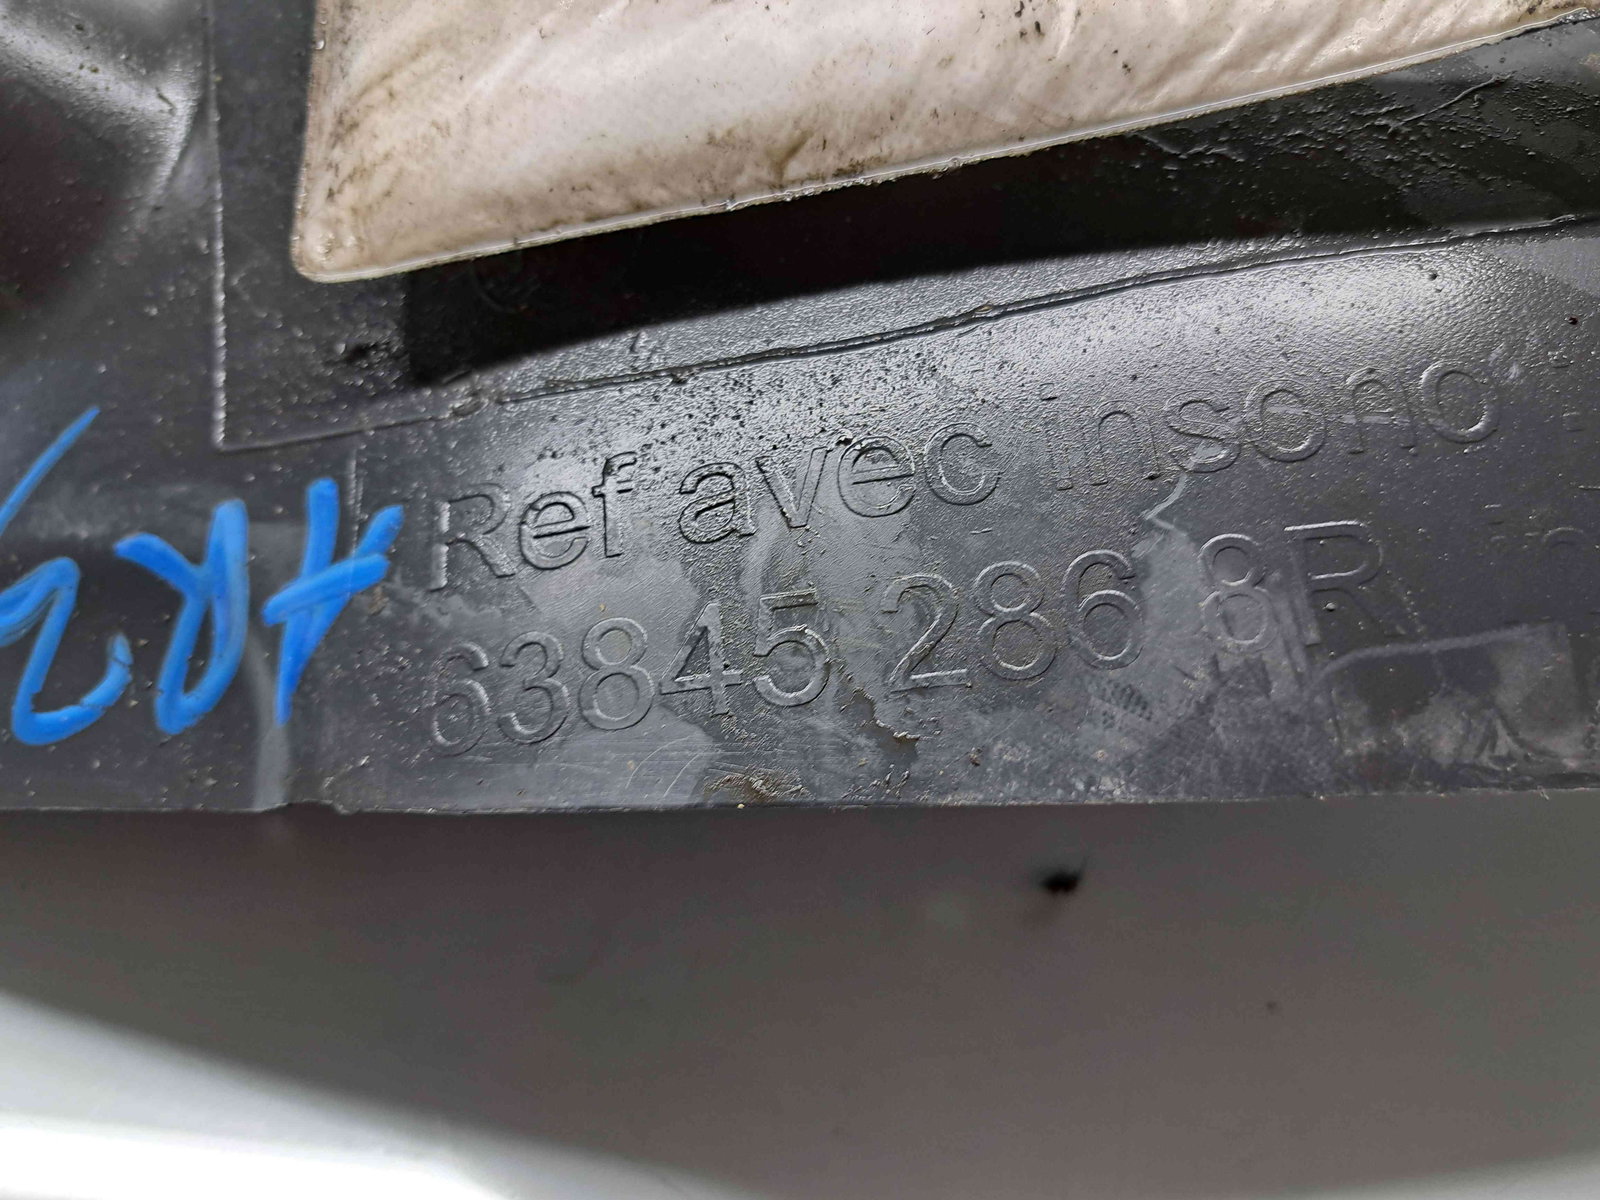 Ref avec insono
63845 286 8R